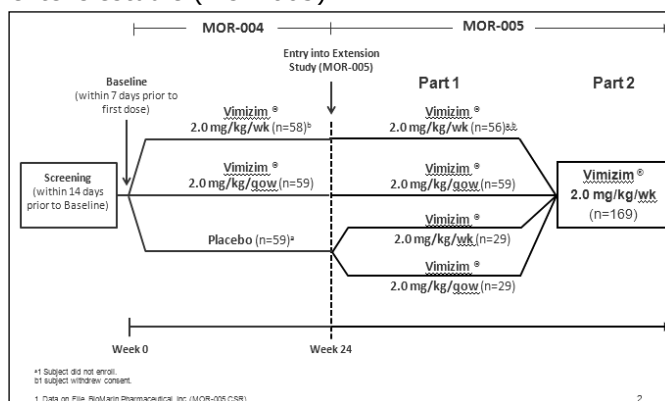 MOR-004
MOR-005
Entry into Extension
Study (MOR-005)
Baseline
(within 7 days prior to
first dose)
Part 1
Part 2
Vimizim ®
2.0 mg/kg/wk (n=58)ᵇ
Vimizim ®
2.0 mg/kg/wk (n=56)ᵃ,ᵇ
Screening
(within 14 days
prior to Baseline)
Vimizim ®
2.0 mg/kg/qow (n=59)
Vimizim ®
2.0 mg/kg/qow (n=59)
Vimizim ®
2.0 mg/kg/wk
(n=169)
Placebo (n=59)ᵃ
Vimizim ®
2.0 mg/kg/wk (n=29)
Vimizim ®
2.0 mg/kg/qow (n=29)
Week 0
Week 24
ᵃ1 Subject did not enroll.
b1 subject withdrew consent.
1. Data on File, BioMarin Pharmaceutical, Inc. (MOR-005 CSR)
2